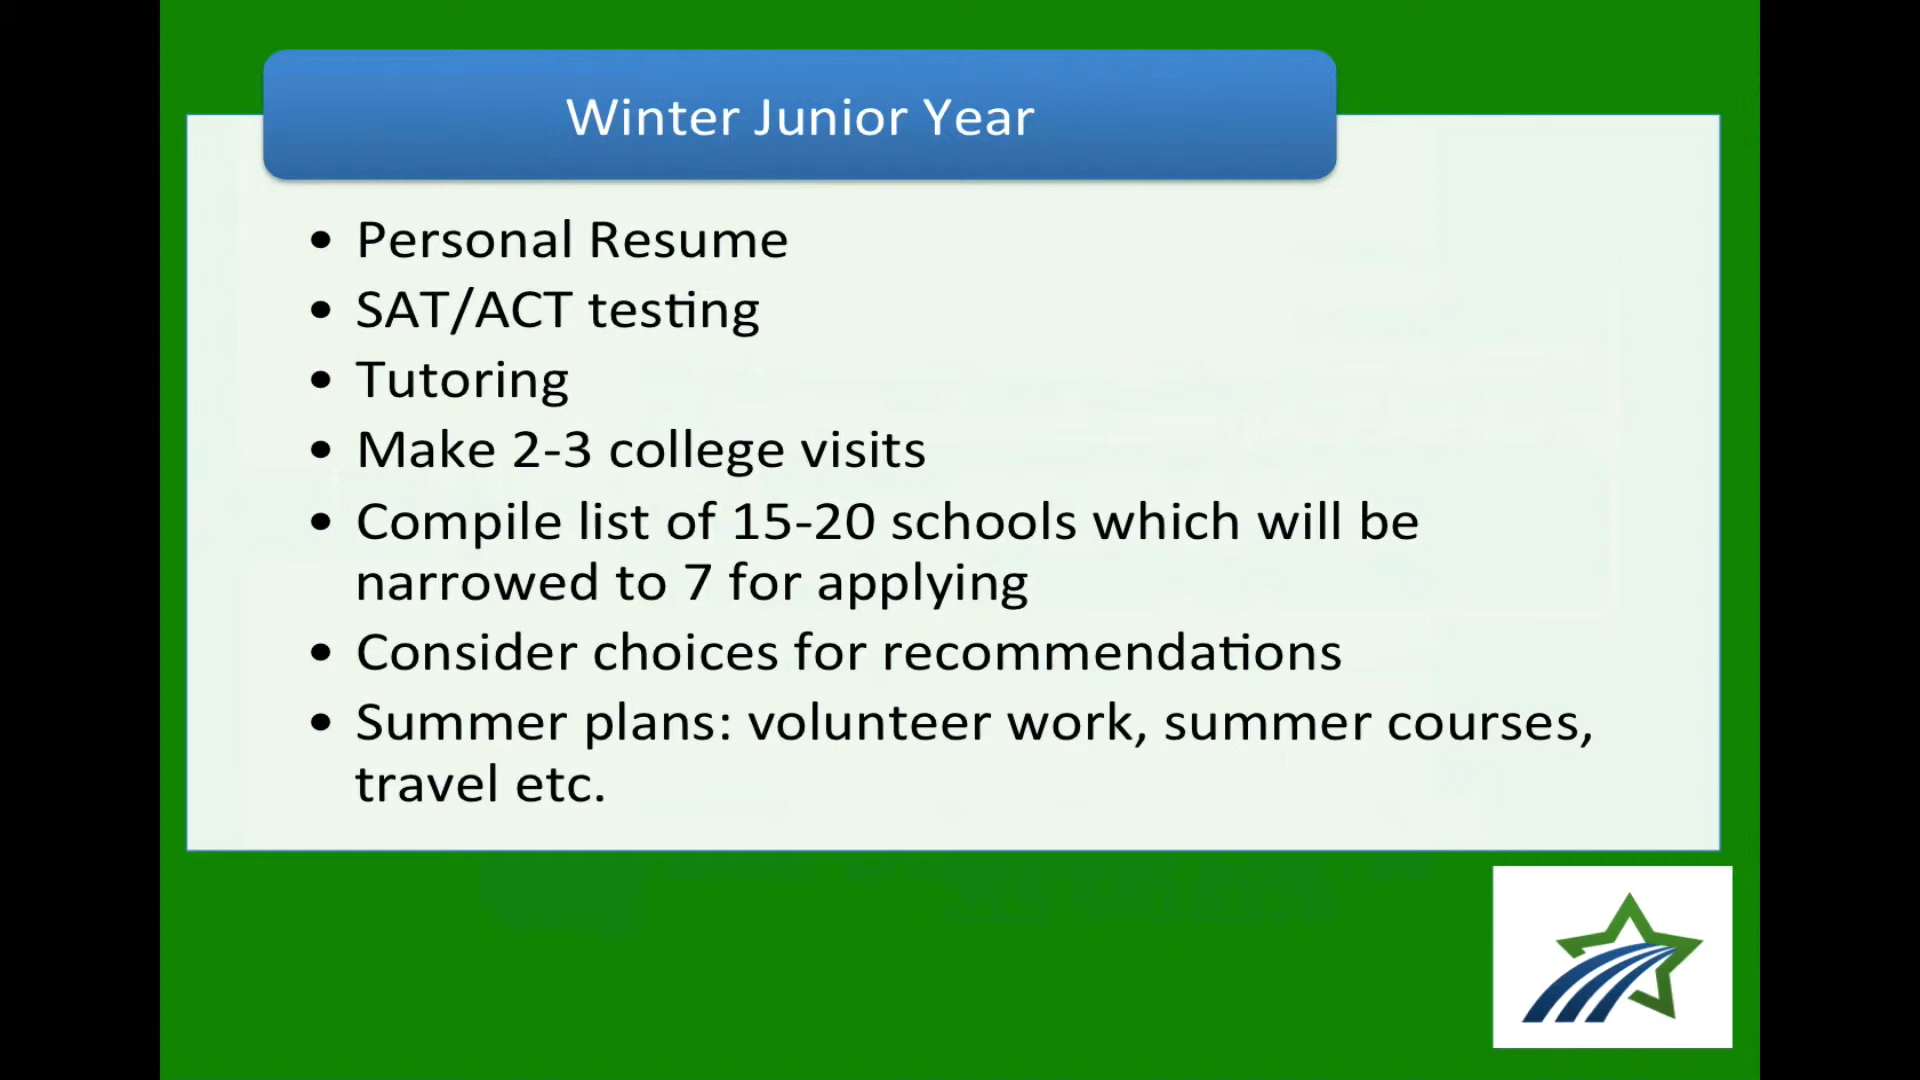 Winter Junior Year
• Personal Resume
• SAT/ACT testing
• Tutoring
• Make 2-3 college visits
• Compile list of 15-20 schools which will be
narrowed to 7 for applying
• Consider choices for recommendations
• Summer plans: volunteer work, summer courses,
travel etc.